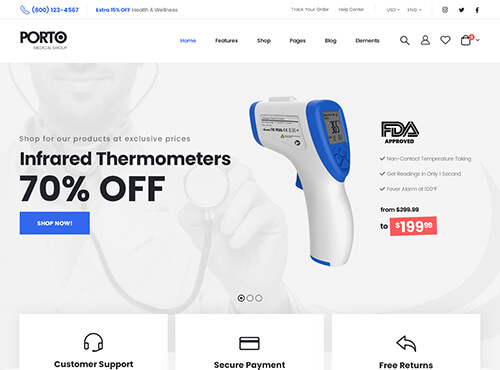 (800) 123-4567
Extra 15% OFF Health & Wellness
Track Your Order
Help Center
USD
ENG
PORTO
MEDICAL GROUP
Home
Features
Shop
Pages
Blog
Elements
Shop for our products at exclusive prices
Infrared Thermometers
70% OFF
SHOP NOW!
FDA
APPROVED
Non-Contact Temperature Taking
Get Readings In Only 1 Second
Fever Alarm at 100°F
from $299.99
to $199.99
Customer Support
Secure Payment
Free Returns